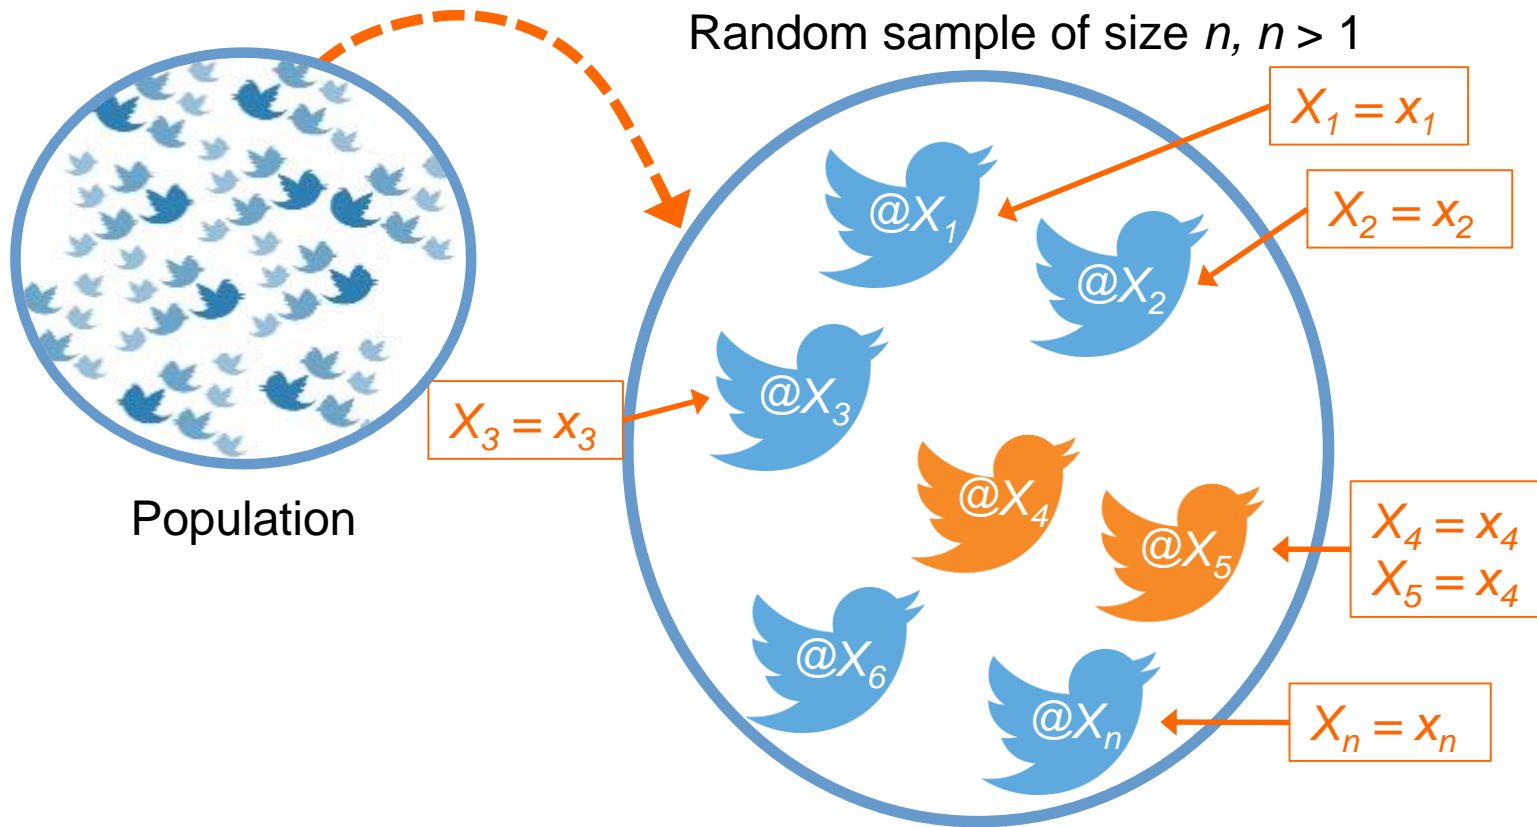 Random sample of size n, n > 1
X₁ = x₁
@X₁
X₂ = x₂
@X₂
@X₃
X₃ = x₃
@X₄
X₄ = x₄
X₅ = x₄
@X₅
Population
@X₆
@Xₙ
Xₙ = xₙ